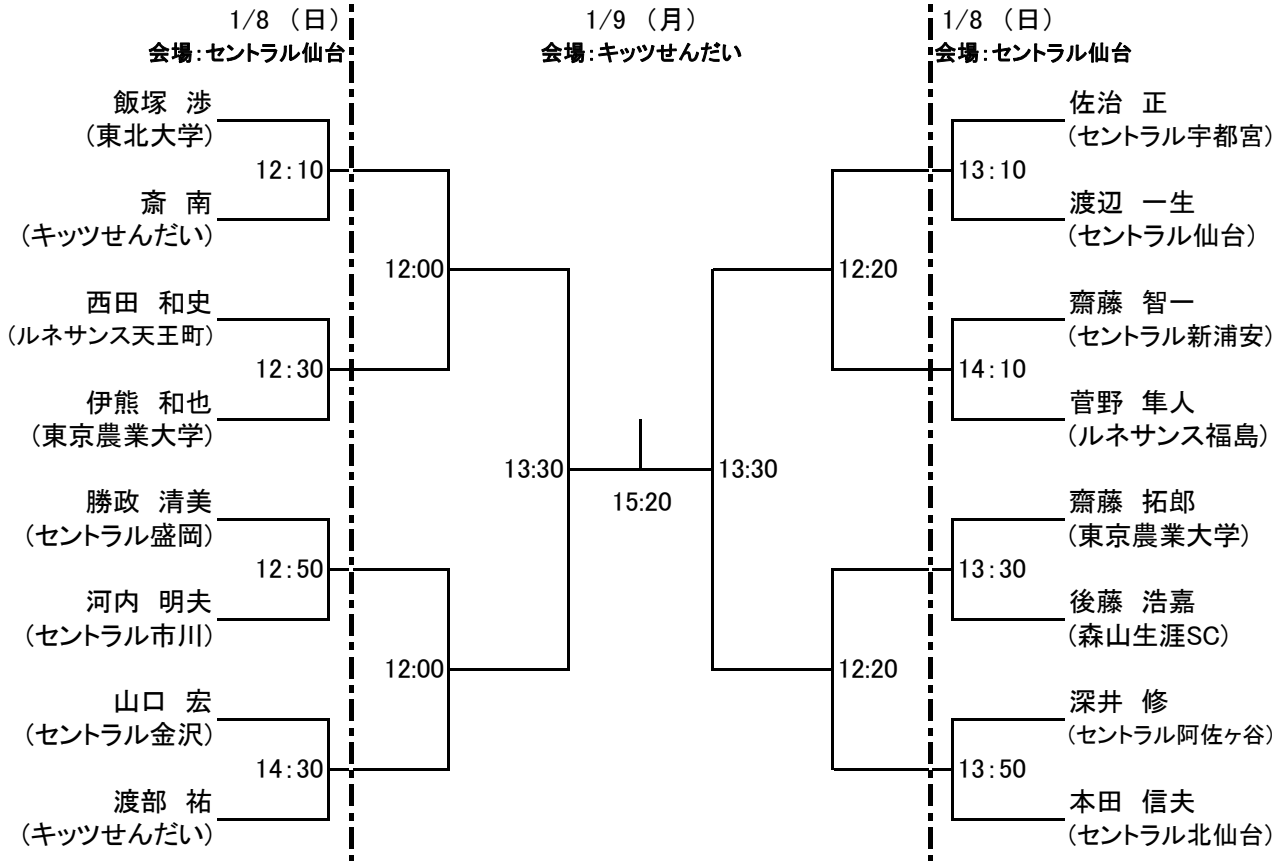 1/8 (日)
会場:セントラル仙台
飯塚 渉
(東北大学)
12:10
斎 南
(キッツせんだい)
12:00
西田 和史
(ルネサンス天王町)
12:30
伊熊 和也
(東京農業大学)
13:30
勝政 清美
(セントラル盛岡)
12:50
河内 明夫
(セントラル市川)
12:00
山口 宏
(セントラル金沢)
14:30
渡部 祐
(キッツせんだい)
1/9 (月)
会場:キッツせんだい
15:20
1/8 (日)
会場:セントラル仙台
佐治 正
(セントラル宇都宮)
13:10
渡辺 一生
(セントラル仙台)
12:20
齋藤 智一
(セントラル新浦安)
14:10
菅野 隼人
(ルネサンス福島)
13:30
齋藤 拓郎
(東京農業大学)
13:30
後藤 浩嘉
(森山生涯SC)
12:20
深井 修
(セントラル阿佐ヶ谷)
13:50
本田 信夫
(セントラル北仙台)